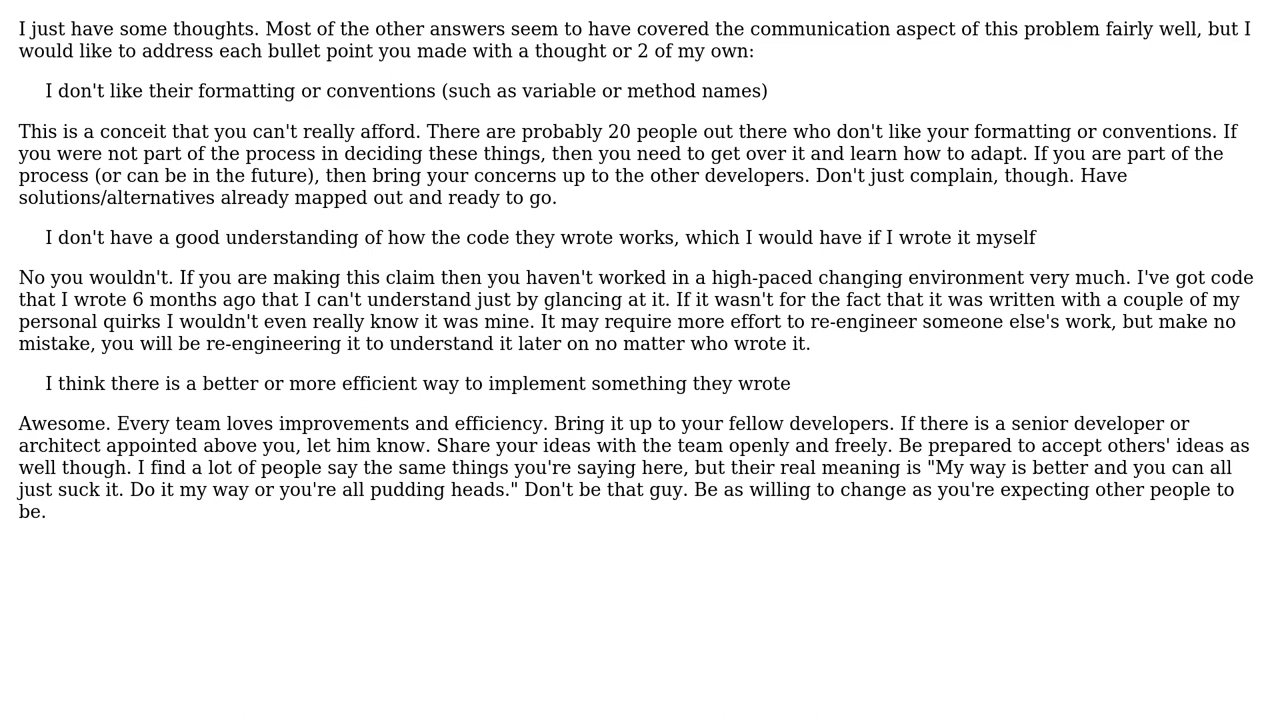 I just have some thoughts. Most of the other answers seem to have covered the communication aspect of this problem fairly well, but I
would like to address each bullet point you made with a thought or 2 of my own:
I don't like their formatting or conventions (such as variable or method names)
This is a conceit that you can't really afford. There are probably 20 people out there who don't like your formatting or conventions. If
you were not part of the process in deciding these things, then you need to get over it and learn how to adapt. If you are part of the
process (or can be in the future), then bring your concerns up to the other developers. Don't just complain, though. Have
solutions/alternatives already mapped out and ready to go.
I don't have a good understanding of how the code they wrote works, which I would have if I wrote it myself
No you wouldn't. If you are making this claim then you haven't worked in a high-paced changing environment very much. I've got code
that I wrote 6 months ago that I can't understand just by glancing at it. If it wasn't for the fact that it was written with a couple of my
personal quirks I wouldn't even really know it was mine. It may require more effort to re-engineer someone else's work, but make no
mistake, you will be re-engineering it to understand it later on no matter who wrote it.
I think there is a better or more efficient way to implement something they wrote
Awesome. Every team loves improvements and efficiency. Bring it up to your fellow developers. If there is a senior developer or
architect appointed above you, let him know. Share your ideas with the team openly and freely. Be prepared to accept others' ideas as
well though. I find a lot of people say the same things you're saying here, but their real meaning is "My way is better and you can all
just suck it. Do it my way or you're all pudding heads." Don't be that guy. Be as willing to change as you're expecting other people to
be.